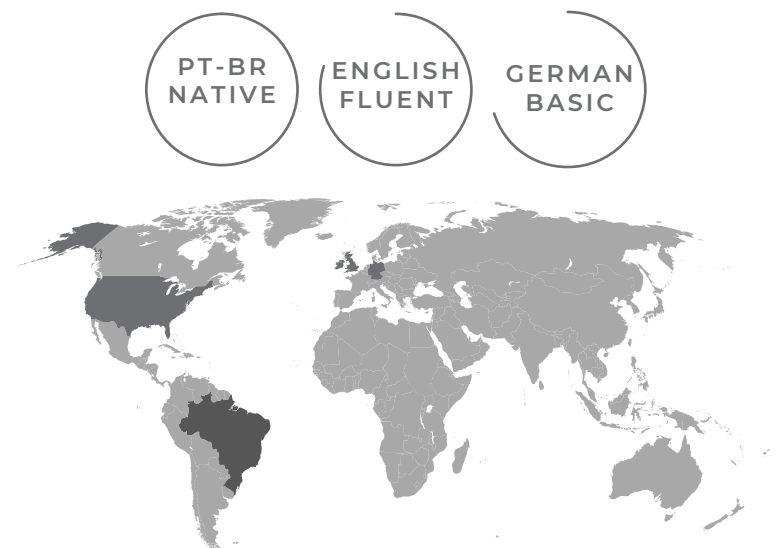 PT-BR
NATIVE
ENGLISH
FLUENT
GERMAN
BASIC